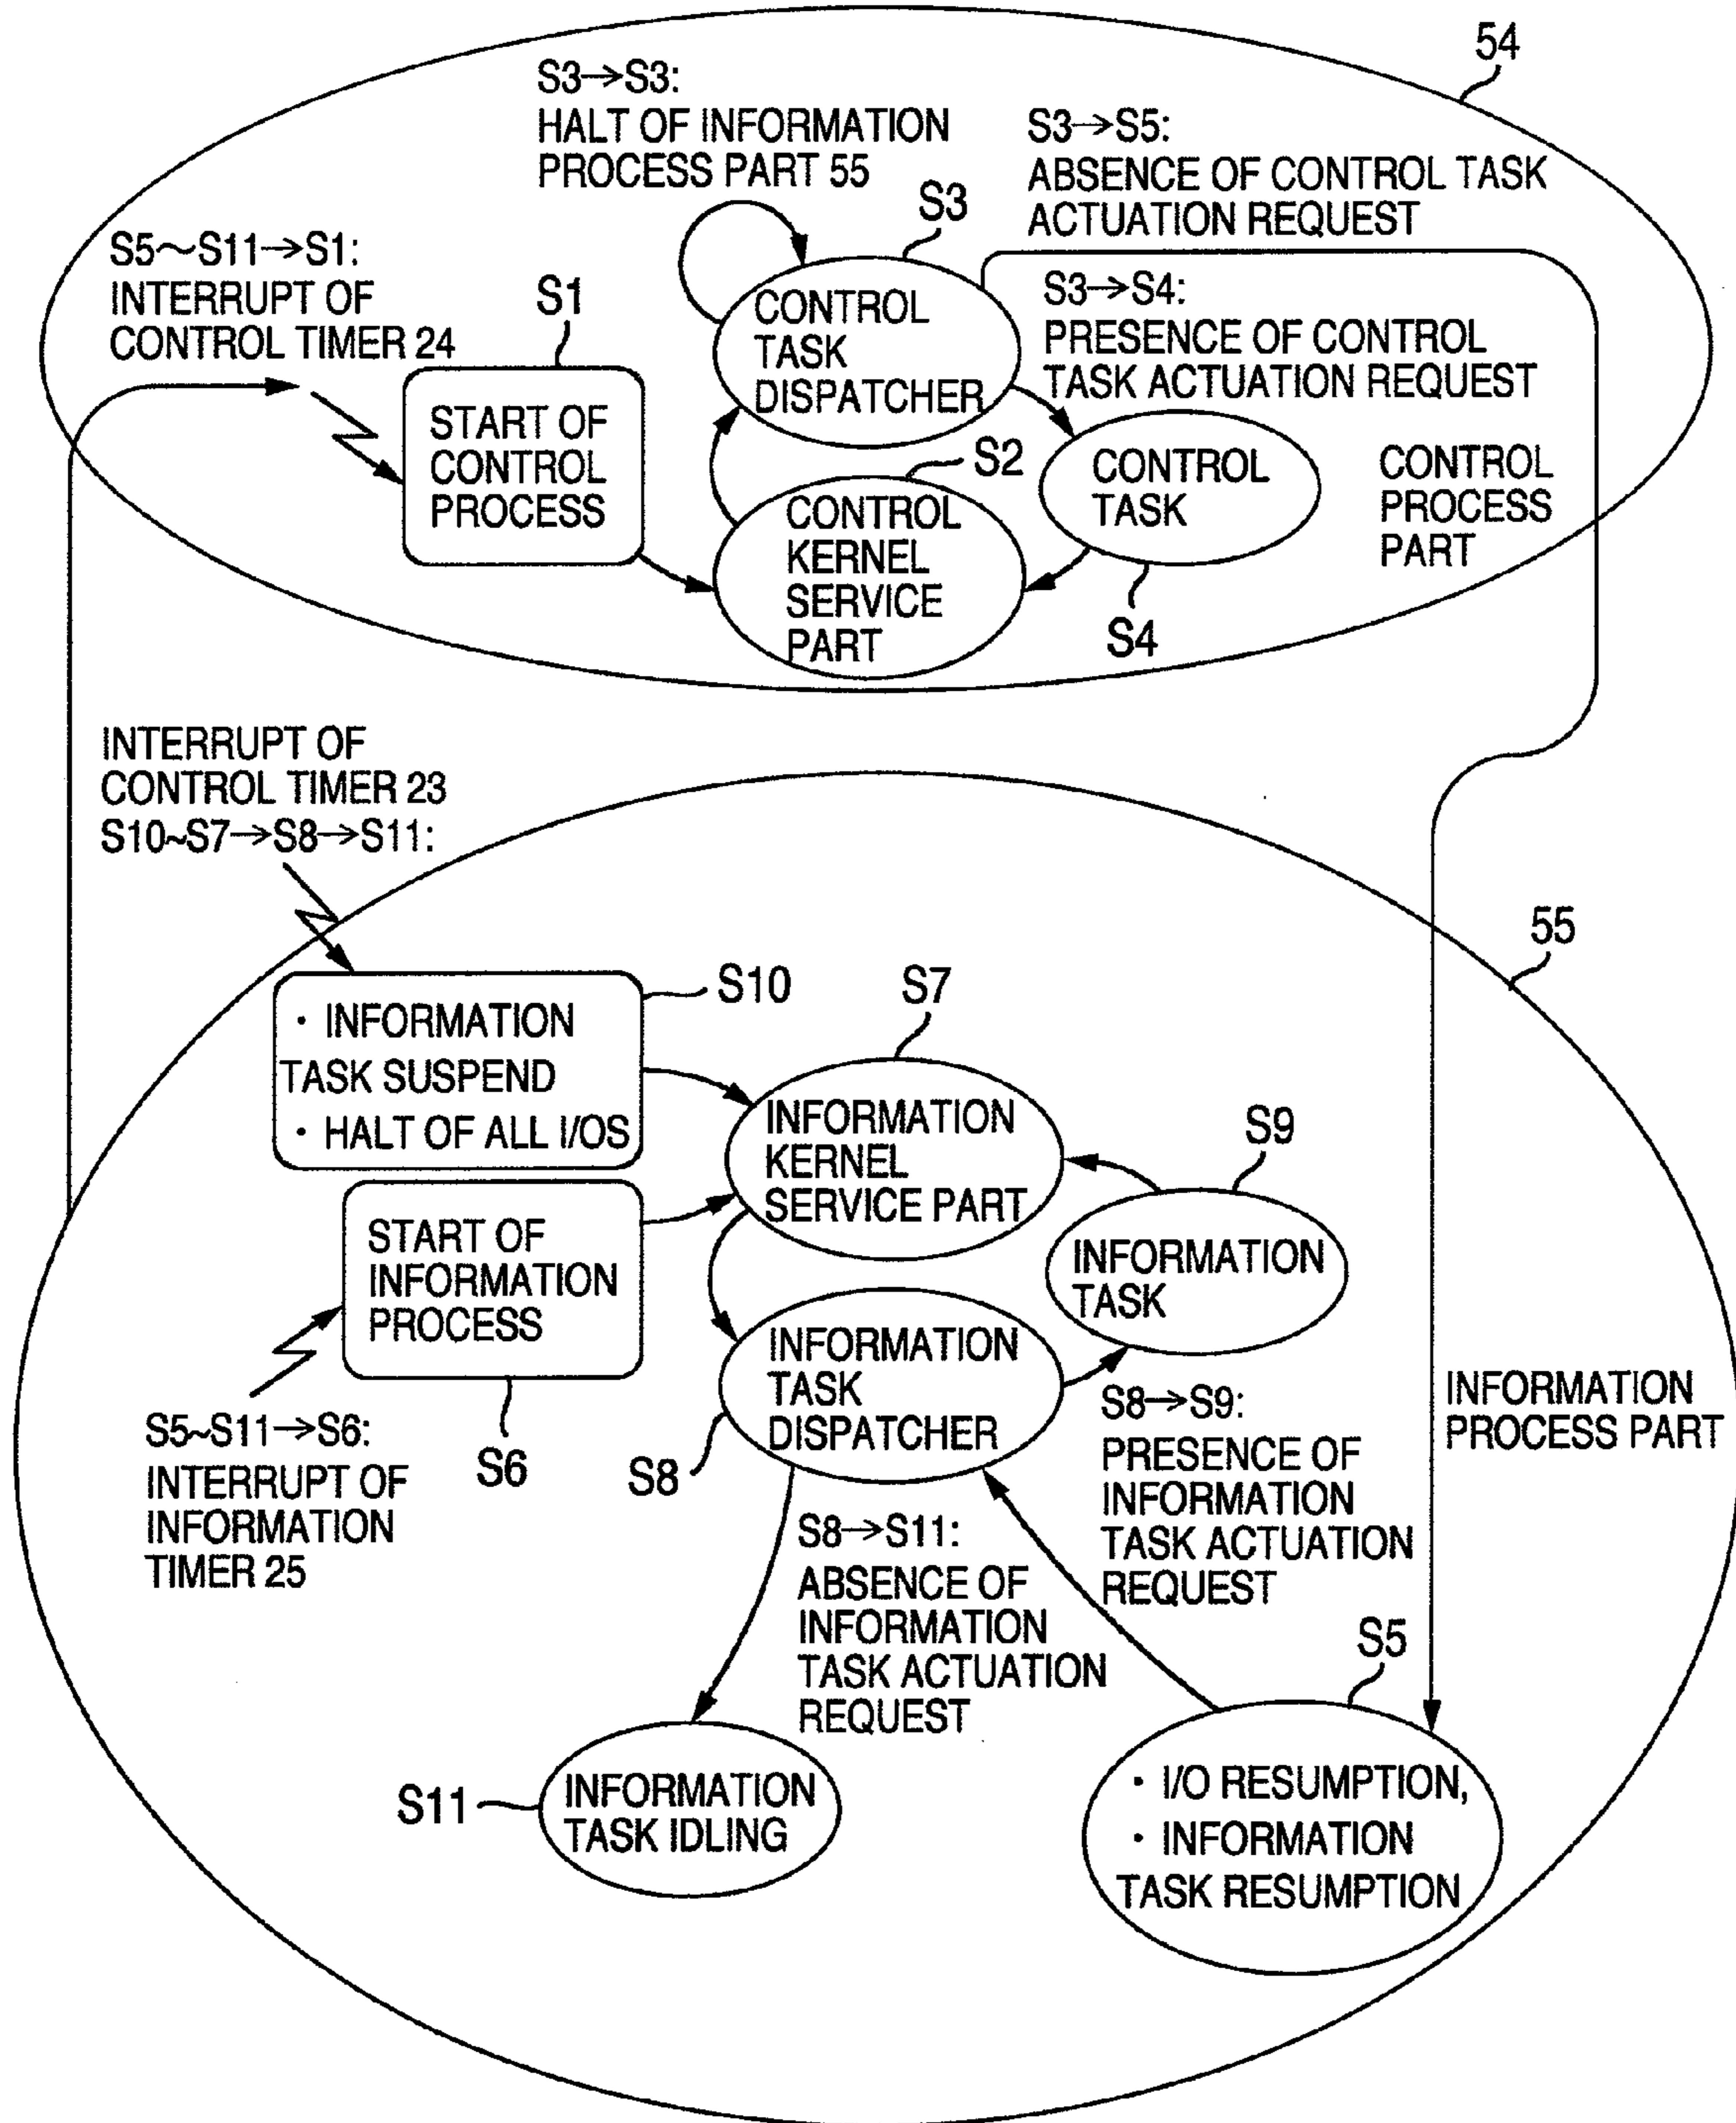 54
S3→S3:
HALT OF INFORMATION
PROCESS PART 55
S3→S5:
ABSENCE OF CONTROL TASK
ACTUATION REQUEST
S3
S5~S11→S1:
INTERRUPT OF
CONTROL TIMER 24
S1
CONTROL
TASK
DISPATCHER
S3→S4:
PRESENCE OF CONTROL
TASK ACTUATION REQUEST
START OF
CONTROL
PROCESS
S2
CONTROL
KERNEL
SERVICE
PART
CONTROL
TASK
CONTROL
PROCESS
PART
S4
INTERRUPT OF
CONTROL TIMER 23
S10~S7→S8→S11:
55
S10
S7
· INFORMATION
TASK SUSPEND
· HALT OF ALL I/OS
INFORMATION
KERNEL
SERVICE PART
S9
START OF
INFORMATION
PROCESS
INFORMATION
TASK
INFORMATION
TASK
DISPATCHER
S5~S11→S6:
INTERRUPT OF
INFORMATION
TIMER 25
S6
S8
S8→S9:
PRESENCE OF
INFORMATION
TASK ACTUATION
REQUEST
INFORMATION
PROCESS PART
S8→S11:
ABSENCE OF
INFORMATION
TASK ACTUATION
REQUEST
S5
S11
INFORMATION
TASK IDLING
· I/O RESUMPTION,
· INFORMATION
TASK RESUMPTION